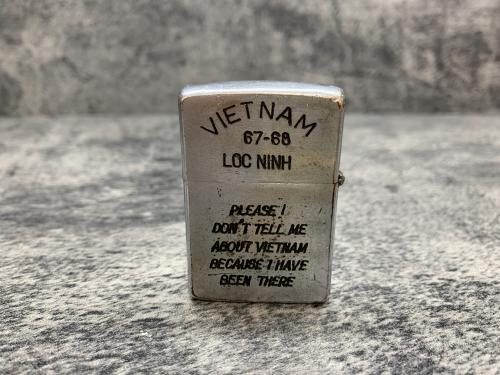 VIETNAM
67-68
LOC NINH
PLEASE!
DON'T TELL ME
ABOUT VIETNAM
BECAUSE I HAVE
BEEN THERE